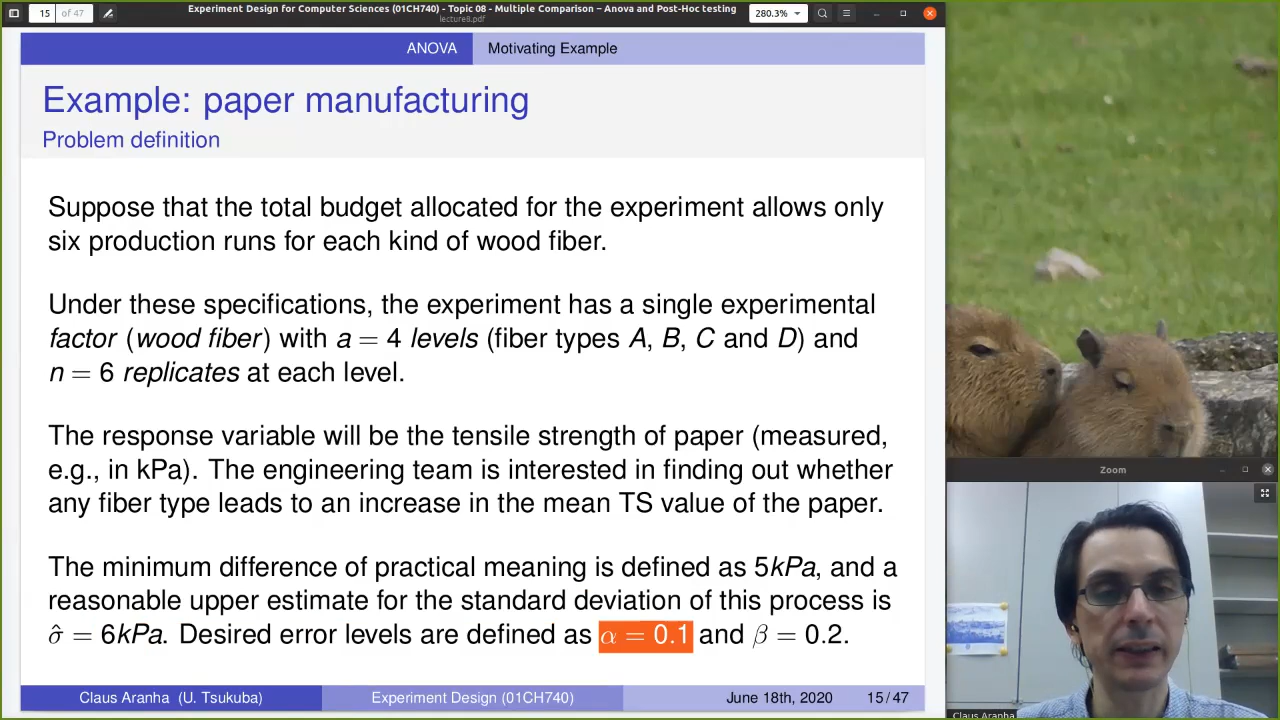 15 of 47
Experiment Design for Computer Sciences (01CH740) - Topic 08 - Multiple Comparison – Anova and Post-Hoc testing
lecture8.pdf
280.3%
ANOVA Motivating Example
Example: paper manufacturing
Problem definition
Suppose that the total budget allocated for the experiment allows only
six production runs for each kind of wood fiber.
Under these specifications, the experiment has a single experimental
factor (wood fiber) with a = 4 levels (fiber types A, B, C and D) and
n = 6 replicates at each level.
The response variable will be the tensile strength of paper (measured,
e.g., in kPa). The engineering team is interested in finding out whether
any fiber type leads to an increase in the mean TS value of the paper.
The minimum difference of practical meaning is defined as 5kPa, and a
reasonable upper estimate for the standard deviation of this process is
σ̂ = 6kPa. Desired error levels are defined as α = 0.1 and β = 0.2.
Claus Aranha (U. Tsukuba) Experiment Design (01CH740) June 18th, 2020 15 / 47
Zoom
Claus Aranha